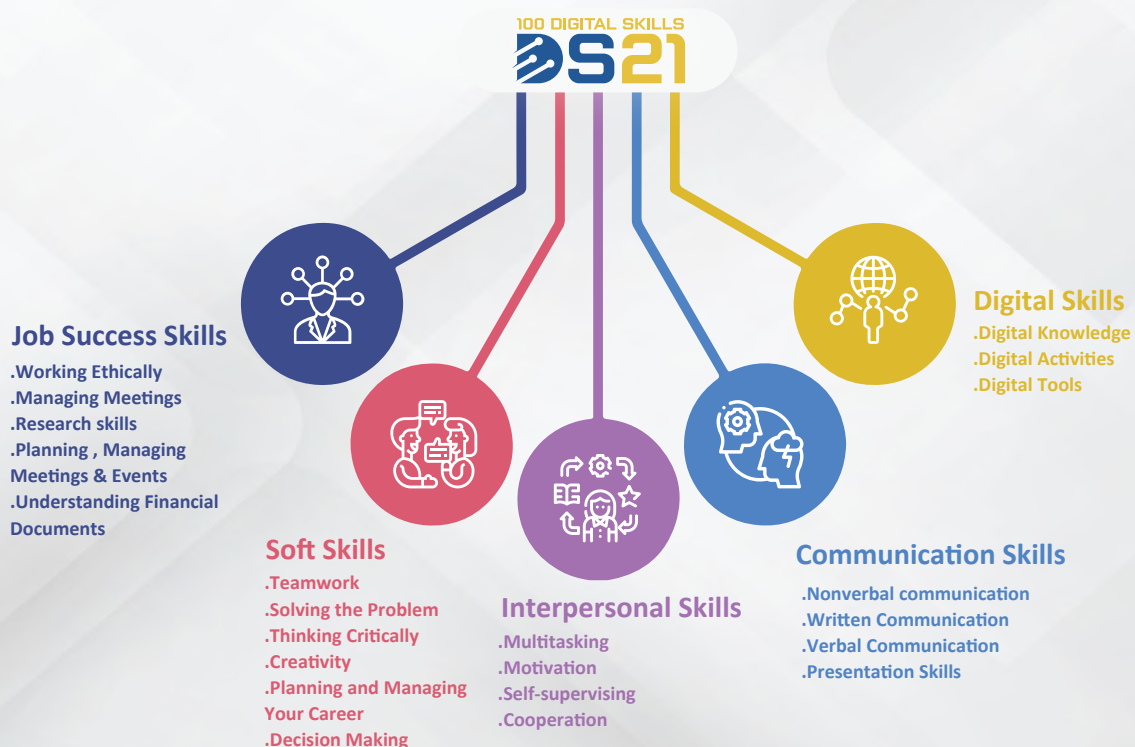 100 DIGITAL SKILLS
DS21
Job Success Skills
.Working Ethically
.Managing Meetings
.Research skills
.Planning , Managing
Meetings & Events
.Understanding Financial
Documents
Soft Skills
.Teamwork
.Solving the Problem
.Thinking Critically
.Creativity
.Planning and Managing
Your Career
.Decision Making
Interpersonal Skills
.Multitasking
.Motivation
.Self-supervising
.Cooperation
Communication Skills
.Nonverbal communication
.Written Communication
.Verbal Communication
.Presentation Skills
Digital Skills
.Digital Knowledge
.Digital Activities
.Digital Tools